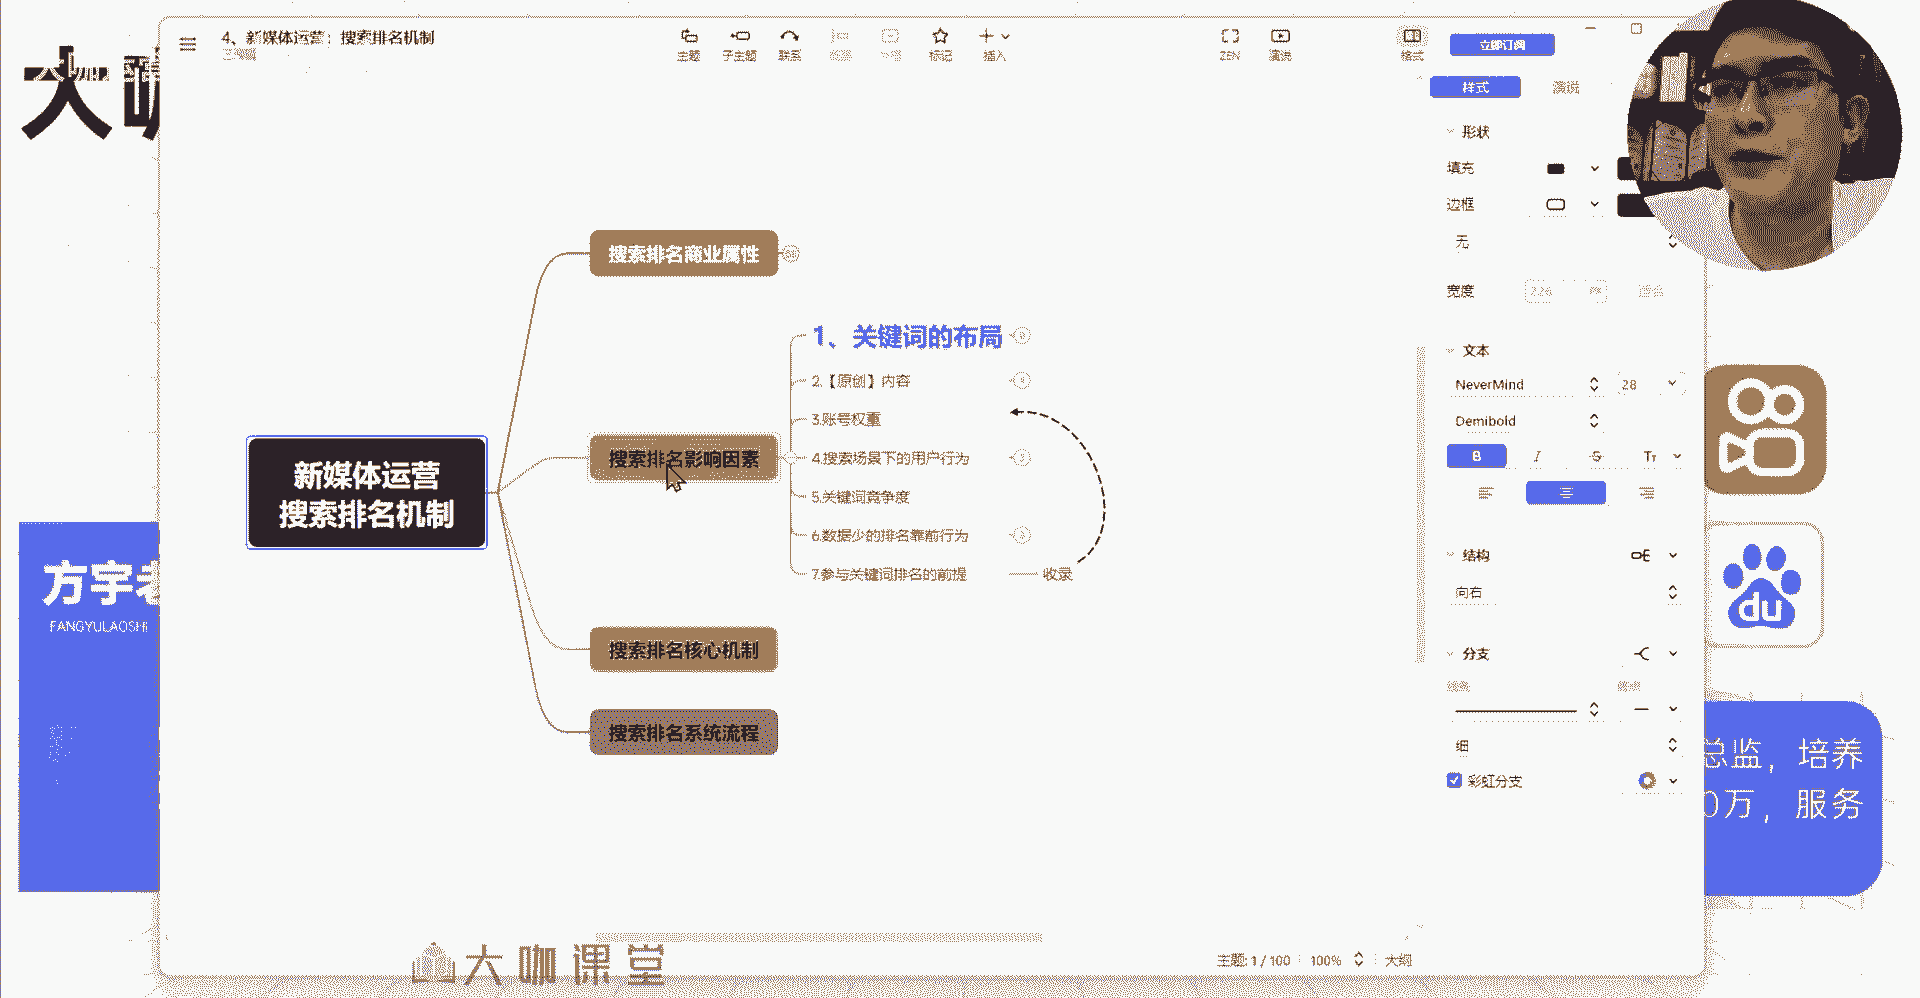 4、新媒体运营：搜索排名机制
主题
子主题
联系
标记
插入
ZEN
演说
格式
立即订阅
大咖
样式
演说
形状
填充
边框
无
宽度
226
文本
NeverMind
28
Demibold
B
I
S
Tт
结构
向右
分支
细
彩虹分支
新媒体运营
搜索排名机制
搜索排名商业属性
搜索排名影响因素
1、关键词的布局
2.【原创】内容
3.账号权重
4.搜索场景下的用户行为
5.关键词竞争度
6.数据少的排名靠前行为
7.参与关键词排名的前提
收录
搜索排名核心机制
搜索排名系统流程
方宇老
FANGYULAOSHI
du
总监，培养
0万，服务
大咖课堂
主题: 1 / 100
100%
大纲